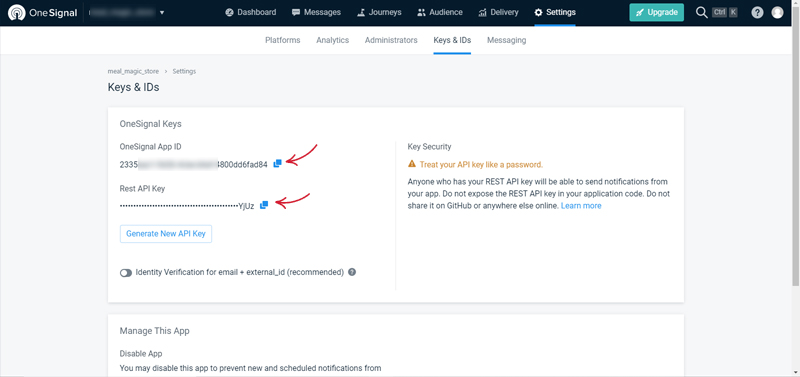 OneSignal
Dashboard Messages Journeys Audience Delivery Settings Upgrade Ctrl K ?
Platforms Analytics Administrators Keys & IDs Messaging
meal_magic_store > Settings
Keys & IDs
OneSignal Keys
OneSignal App ID
2335 4800dd6fad84
Rest API Key
••••••••••••••••••••••••••••••••••••••••••••YjUz
Generate New API Key
Identity Verification for email + external_id (recommended) ?
Key Security
Treat your API key like a password.
Anyone who has your REST API key will be able to send notifications from
your app. Do not expose the REST API key in your application code. Do not
share it on GitHub or anywhere else online. Learn more
Manage This App
Disable App
You may disable this app to prevent new and scheduled notifications from